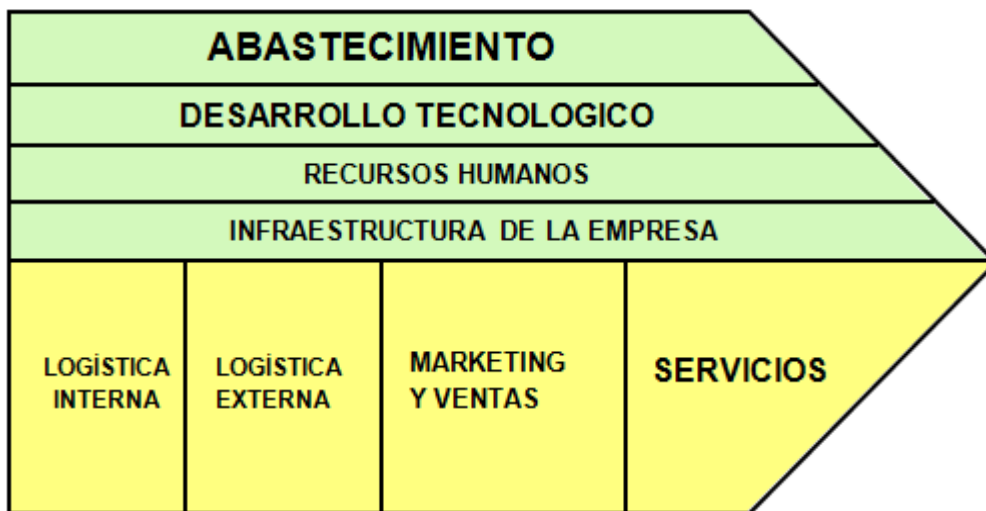 ABASTECIMIENTO
DESARROLLO TECNOLOGICO
RECURSOS HUMANOS
INFRAESTRUCTURA DE LA EMPRESA
LOGÍSTICA
INTERNA
LOGÍSTICA
EXTERNA
MARKETING
Y VENTAS
SERVICIOS